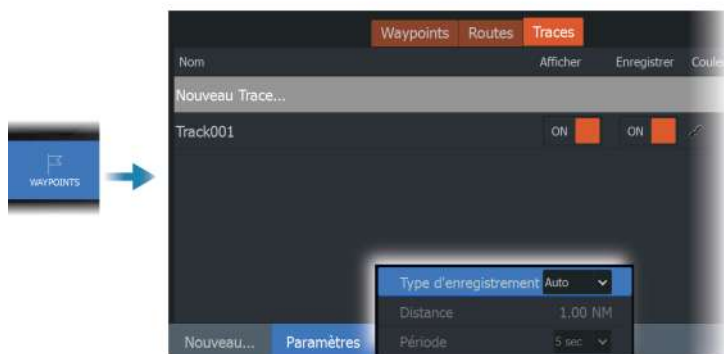 Waypoints Routes Traces
Nom Afficher Enregistrer Coule
Nouveau Trace...
Track001 ON ON
WAYPOINTS
Type d'enregistrement Auto
Distance 1.00 NM
Nouveau... Paramètres Période 5 sec